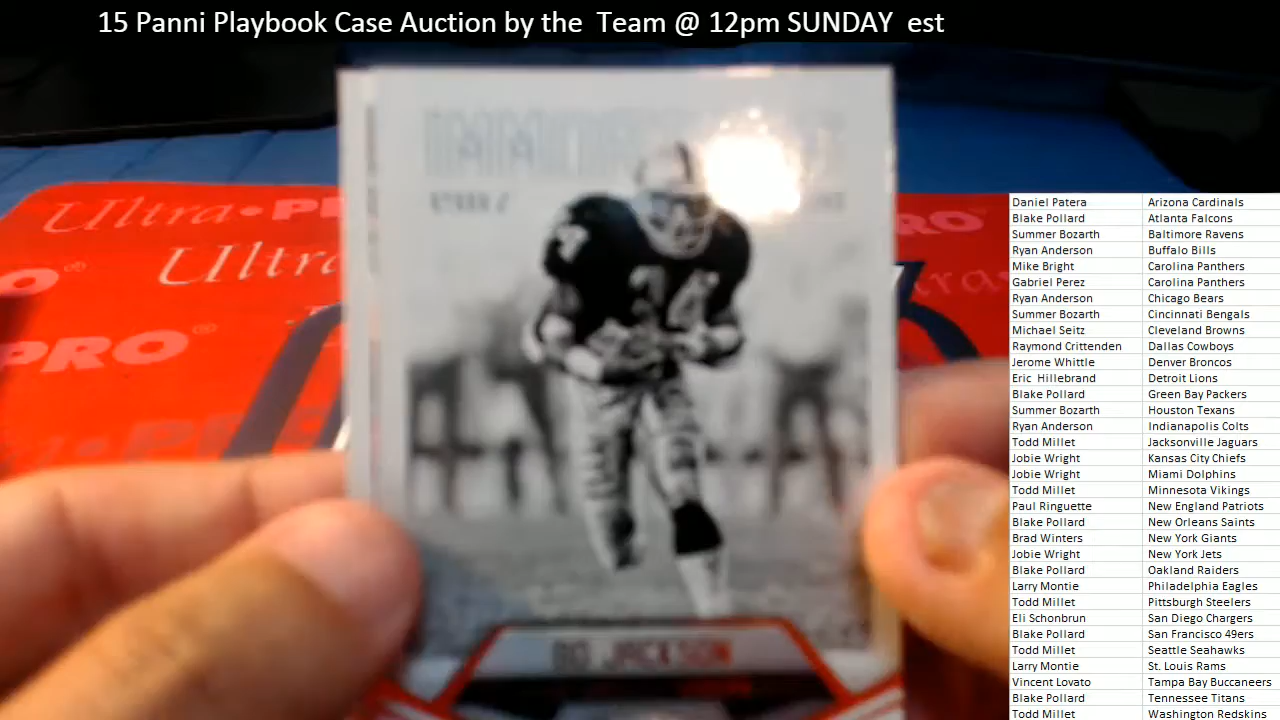 15 Panni Playbook Case Auction by the Team @ 12pm SUNDAY est
Ultra • P
Ultra
PRO
34
BO JACKSON
Daniel Patera Arizona Cardinals
Blake Pollard Atlanta Falcons
Summer Bozarth Baltimore Ravens
Ryan Anderson Buffalo Bills
Mike Bright Carolina Panthers
Gabriel Perez Carolina Panthers
Ryan Anderson Chicago Bears
Summer Bozarth Cincinnati Bengals
Michael Seitz Cleveland Browns
Raymond Crittenden Dallas Cowboys
Jerome Whittle Denver Broncos
Eric Hillebrand Detroit Lions
Blake Pollard Green Bay Packers
Summer Bozarth Houston Texans
Ryan Anderson Indianapolis Colts
Todd Millet Jacksonville Jaguars
Jobie Wright Kansas City Chiefs
Jobie Wright Miami Dolphins
Todd Millet Minnesota Vikings
Paul Ringuette New England Patriots
Blake Pollard New Orleans Saints
Brad Winters New York Giants
Jobie Wright New York Jets
Blake Pollard Oakland Raiders
Larry Montie Philadelphia Eagles
Todd Millet Pittsburgh Steelers
Eli Schonbrun San Diego Chargers
Blake Pollard San Francisco 49ers
Todd Millet Seattle Seahawks
Larry Montie St. Louis Rams
Vincent Lovato Tampa Bay Buccaneers
Blake Pollard Tennessee Titans
Todd Millet Washington Redskins